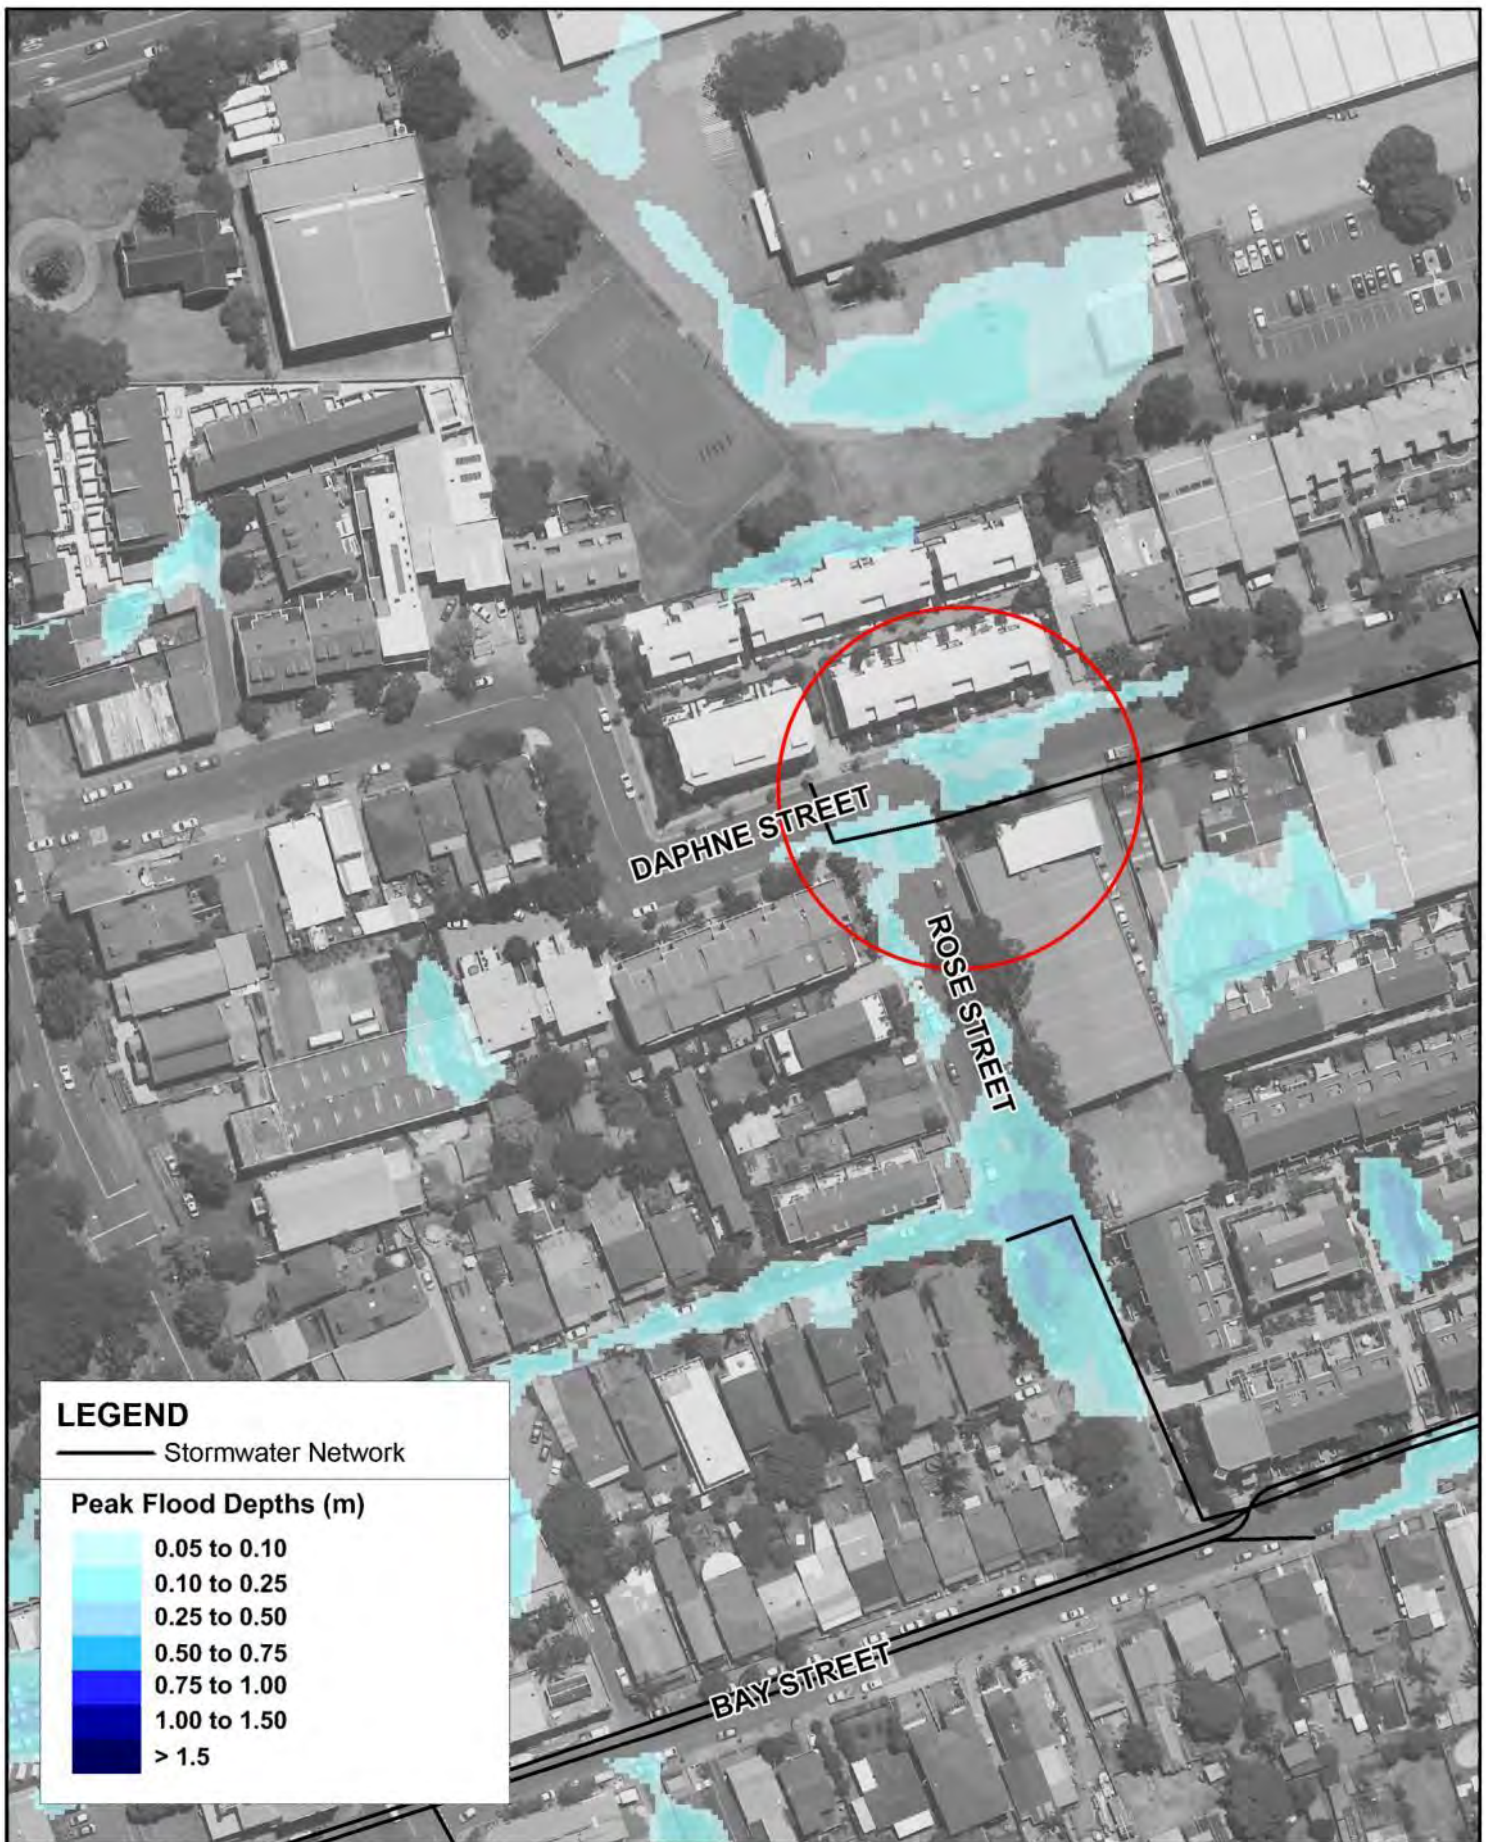 DAPHNE STREET
ROSE STREET
LEGEND
Stormwater Network
Peak Flood Depths (m)
0.05 to 0.10
0.10 to 0.25
0.25 to 0.50
0.50 to 0.75
0.75 to 1.00
1.00 to 1.50
> 1.5
BAY STREET